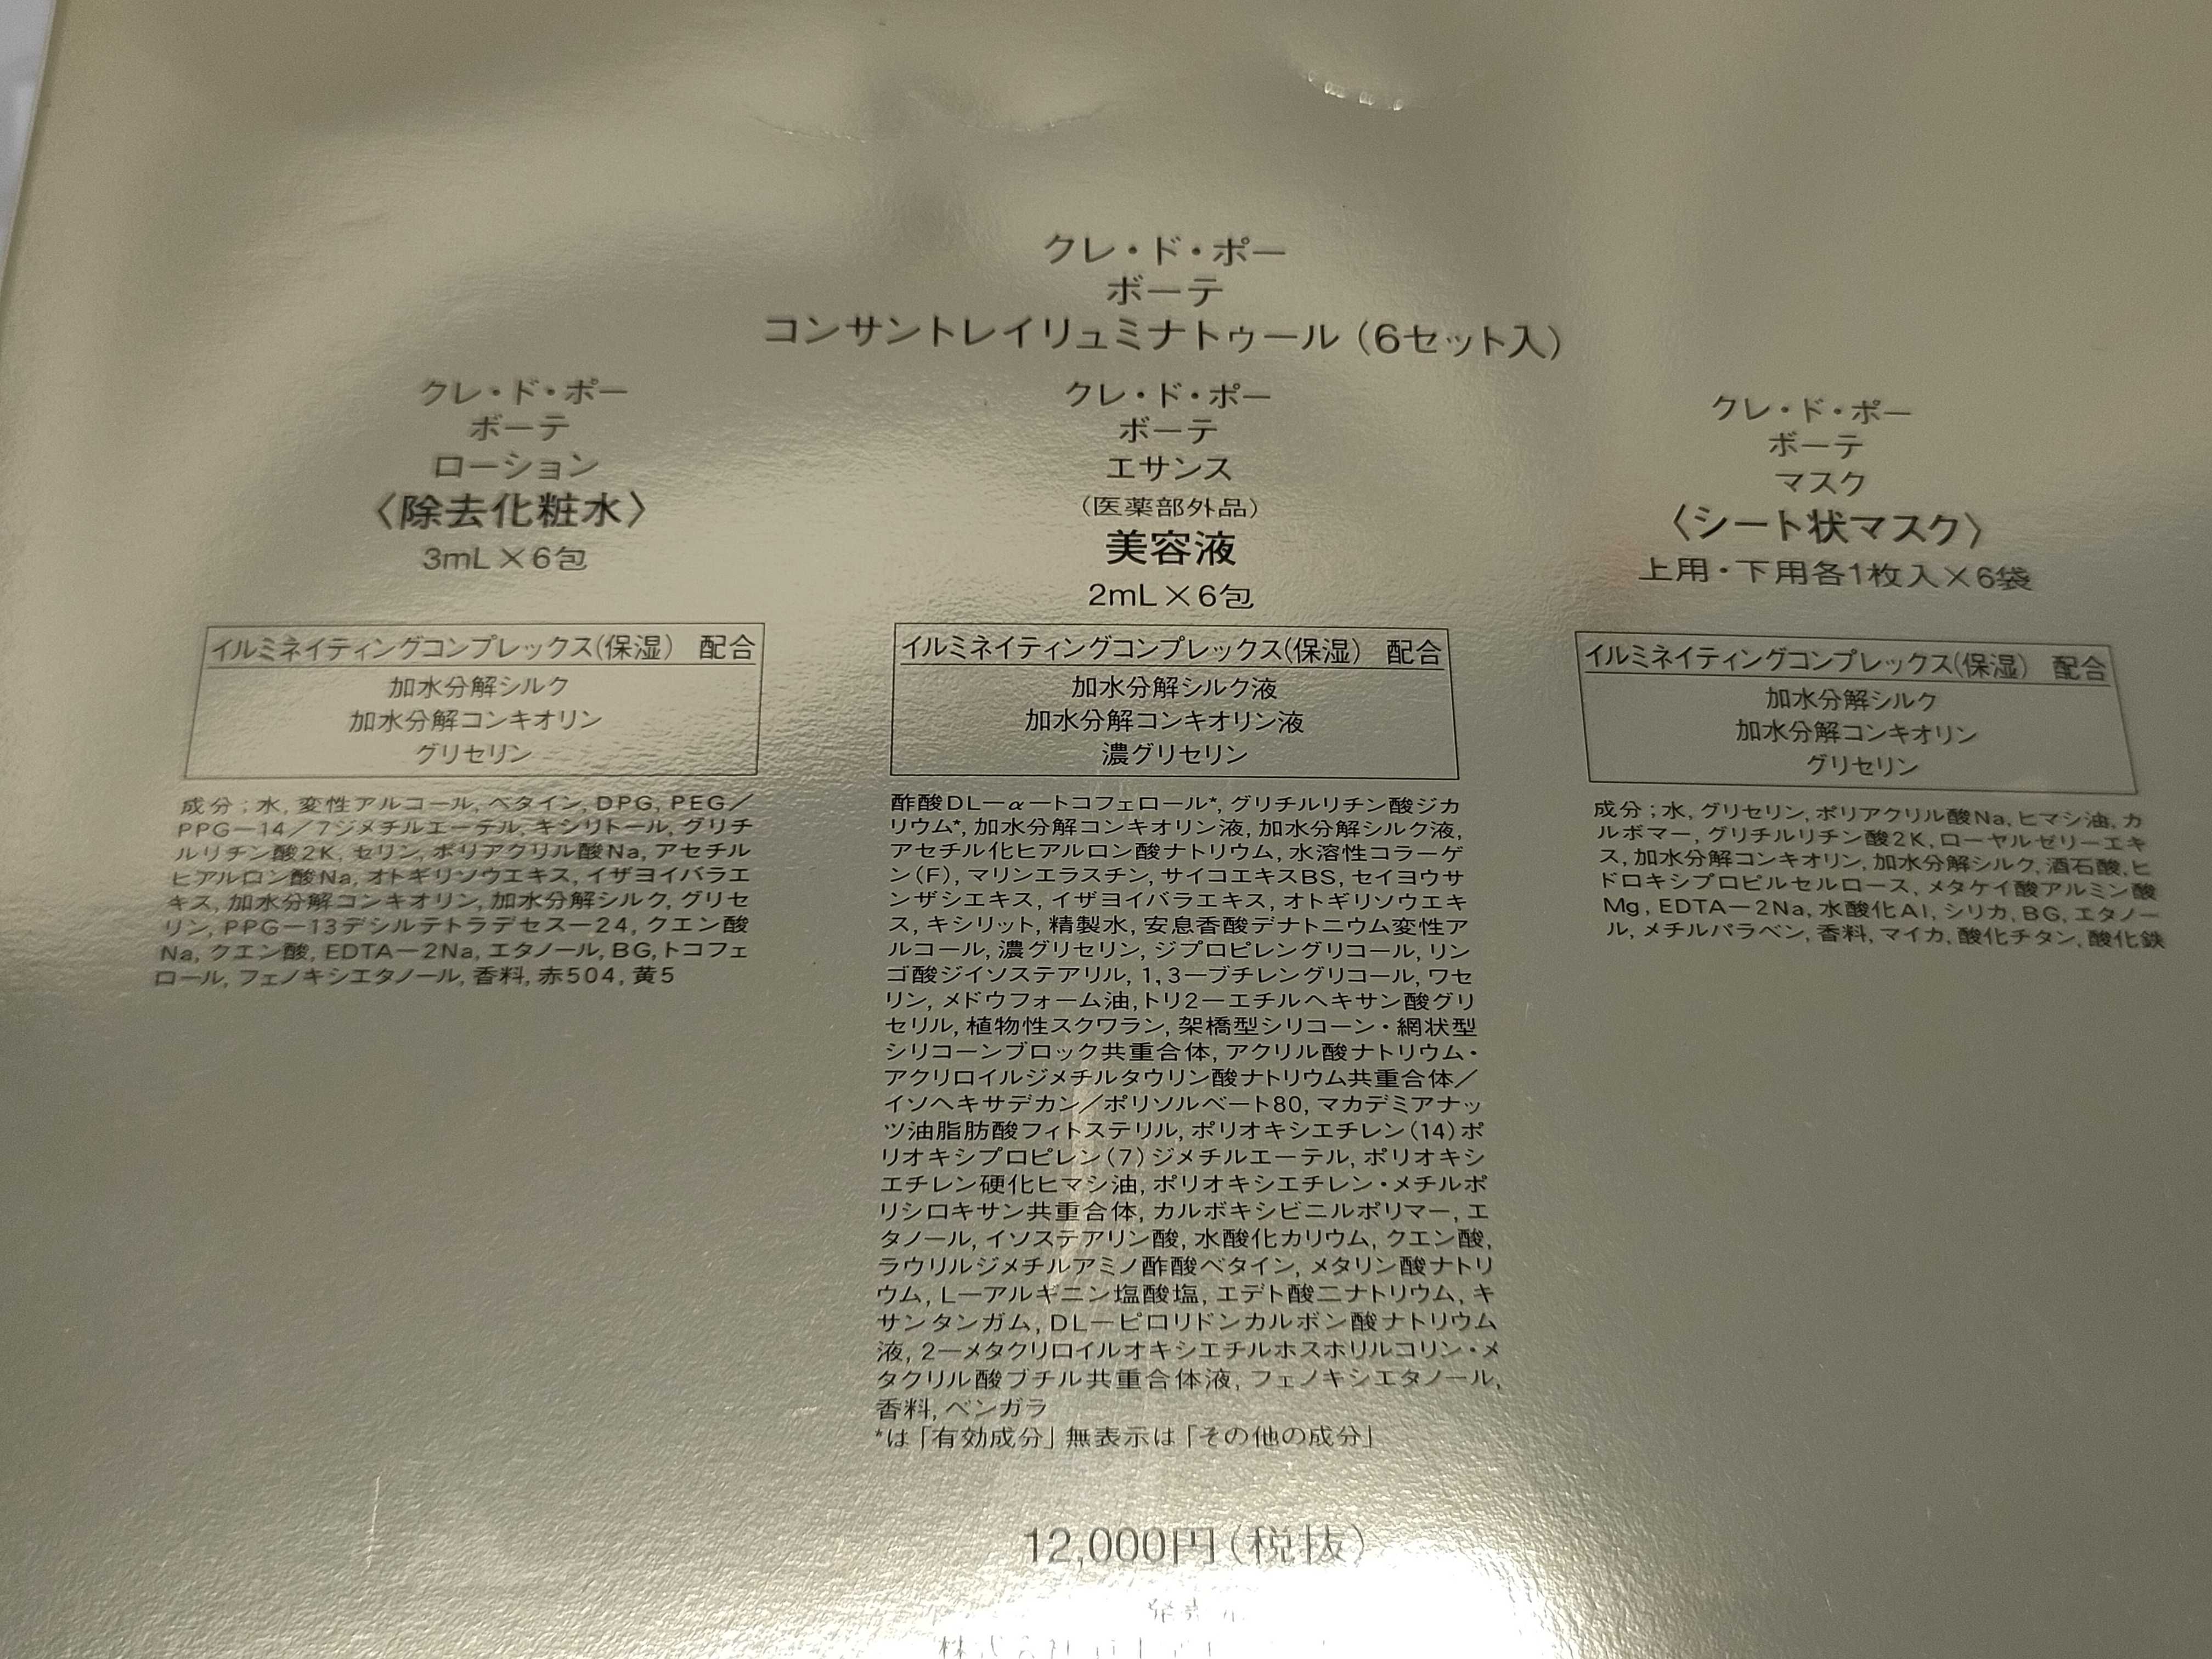 クレ・ド・ポー
ボーテ
コンサントレイリュミナトゥール（6セット入）
クレ・ド・ポー
ボーテ
ローション
〈除去化粧水〉
3mL×6包
イルミネイティングコンプレックス(保湿) 配合
加水分解シルク
加水分解コンキオリン
グリセリン
成分；水, 変性アルコール, ベタイン, DPG, PEG／
PPG－14／7ジメチルエーテル, キシリトール, グリチ
ルリチン酸2K, セリン, ポリアクリル酸Na, アセチル
ヒアルロン酸Na, オトギリソウエキス, イザヨイバラエ
キス, 加水分解コンキオリン, 加水分解シルク, グリセ
リン, PPG－13デシルテトラデセス－24, クエン酸
Na, クエン酸, EDTA－2Na, エタノール, BG, トコフェ
ロール, フェノキシエタノール, 香料, 赤504, 黄5
クレ・ド・ポー
ボーテ
エサンス
（医薬部外品）
美容液
2mL×6包
イルミネイティングコンプレックス(保湿) 配合
加水分解シルク液
加水分解コンキオリン液
濃グリセリン
酢酸DL－α－トコフェロール*, グリチルリチン酸ジカ
リウム*, 加水分解コンキオリン液, 加水分解シルク液,
アセチル化ヒアルロン酸ナトリウム, 水溶性コラーゲ
ン（F）, マリンエラスチン, サイコエキスBS, セイヨウサ
ンザシエキス, イザヨイバラエキス, オトギリソウエキ
ス, キシリット, 精製水, 安息香酸デナトニウム変性ア
ルコール, 濃グリセリン, ジプロピレングリコール, リン
ゴ酸ジイソステアリル, 1,3－ブチレングリコール, ワセ
リン, メドウフォーム油, トリ2－エチルヘキサン酸グリ
セリル, 植物性スクワラン, 架橋型シリコーン・網状型
シリコーンブロック共重合体, アクリル酸ナトリウム・
アクリロイルジメチルタウリン酸ナトリウム共重合体／
イソヘキサデカン／ポリソルベート80, マカデミアナッ
ツ油脂肪酸フィトステリル, ポリオキシエチレン（14）ポ
リオキシプロピレン（7）ジメチルエーテル, ポリオキシ
エチレン硬化ヒマシ油, ポリオキシエチレン・メチルポ
リシロキサン共重合体, カルボキシビニルポリマー, エ
タノール, イソステアリン酸, 水酸化カリウム, クエン酸,
ラウリルジメチルアミノ酢酸ベタイン, メタリン酸ナトリ
ウム, L－アルギニン塩酸塩, エデト酸二ナトリウム, キ
サンタンガム, DL－ピロリドンカルボン酸ナトリウム
液, 2－メタクリロイルオキシエチルホスホリルコリン・メ
タクリル酸ブチル共重合体液, フェノキシエタノール,
香料, ベンガラ
*は「有効成分」無表示は「その他の成分」
クレ・ド・ポー
ボーテ
マスク
〈シート状マスク〉
上用・下用各1枚入×6袋
イルミネイティングコンプレックス(保湿) 配合
加水分解シルク
加水分解コンキオリン
グリセリン
成分；水, グリセリン, ポリアクリル酸Na, ヒマシ油, カ
ルボマー, グリチルリチン酸2K, ローヤルゼリーエキ
ス, 加水分解コンキオリン, 加水分解シルク, 酒石酸, ヒ
ドロキシプロピルセルロース, メタケイ酸アルミン酸
Mg, EDTA－2Na, 水酸化Al, シリカ, BG, エタノー
ル, メチルパラベン, 香料, マイカ, 酸化チタン, 酸化鉄
12,000円（税抜）